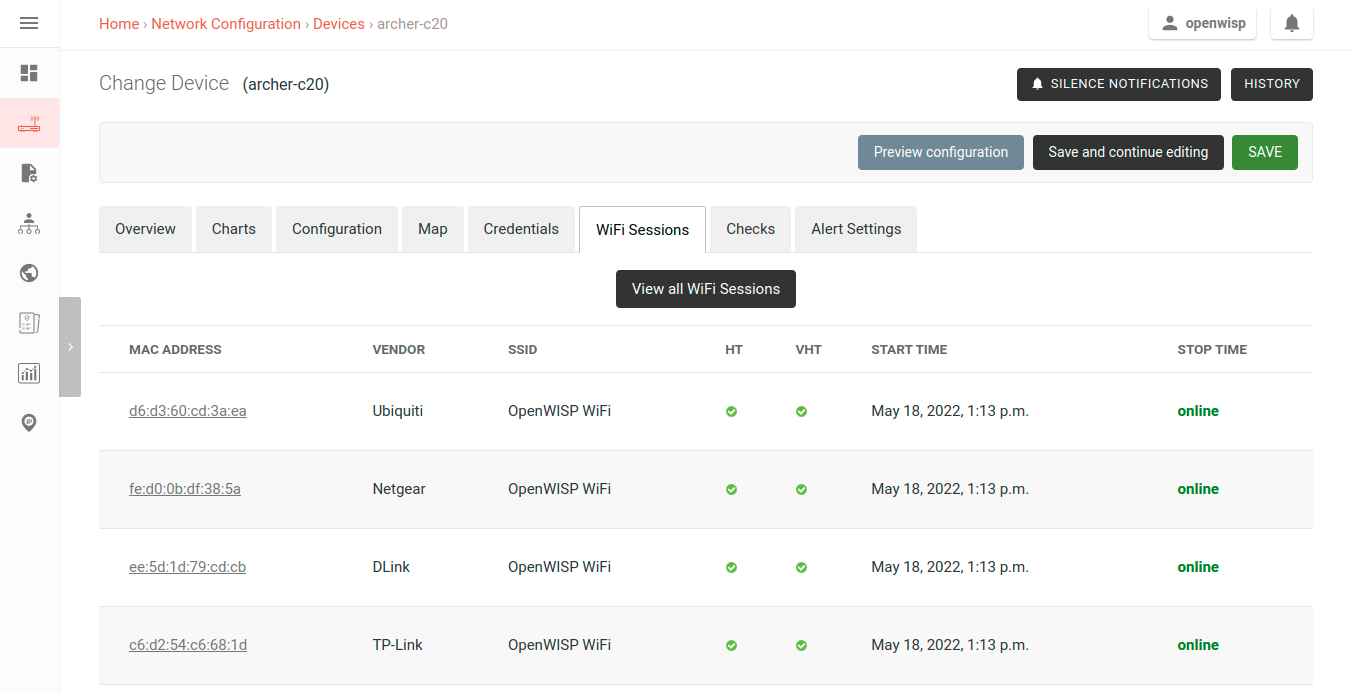 Home › Network Configuration › Devices › archer-c20
openwisp
Change Device (archer-c20)
SILENCE NOTIFICATIONS
HISTORY
Preview configuration
Save and continue editing
SAVE
Overview Charts Configuration Map Credentials WiFi Sessions Checks Alert Settings
View all WiFi Sessions
MAC ADDRESS VENDOR SSID HT VHT START TIME STOP TIME
d6:d3:60:cd:3a:ea Ubiquiti OpenWISP WiFi May 18, 2022, 1:13 p.m. online
fe:d0:0b:df:38:5a Netgear OpenWISP WiFi May 18, 2022, 1:13 p.m. online
ee:5d:1d:79:cd:cb DLink OpenWISP WiFi May 18, 2022, 1:13 p.m. online
c6:d2:54:c6:68:1d TP-Link OpenWISP WiFi May 18, 2022, 1:13 p.m. online